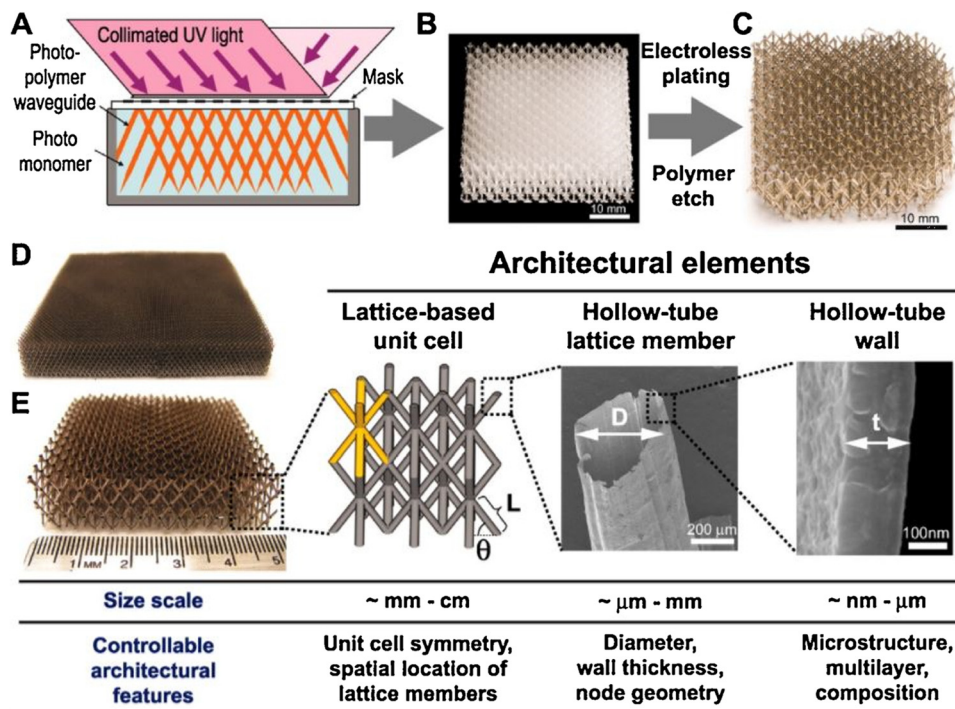 A
Collimated UV light
Photo-
polymer
waveguide
Mask
Photo
monomer
B
10 mm
Electroless
plating
Polymer
etch
C
10 mm
D
E
1 MM 2 3 4 5
Architectural elements
Lattice-based
unit cell
Hollow-tube
lattice member
Hollow-tube
wall
L
θ
D
200 μm
t
100nm
Size scale
~ mm - cm
~ μm - mm
~ nm - μm
Controllable
architectural
features
Unit cell symmetry,
spatial location of
lattice members
Diameter,
wall thickness,
node geometry
Microstructure,
multilayer,
composition